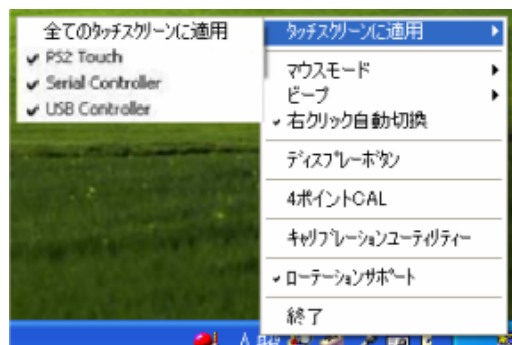 全てのﾀｯﾁｽｸﾘｰﾝに適用
PS2 Touch
Serial Controller
USB Controller
ﾀｯﾁｽｸﾘｰﾝに適用
マウスモード
ビープ
右クリック自動切換
ﾃﾞｨｽﾌﾟﾚｰﾎﾞﾀﾝ
4ポイントCAL
ｷｬﾘﾌﾞﾚｰｼｮﾝﾕｰﾃｨﾘﾃｨｰ
ﾛｰﾃｰｼｮﾝｻﾎﾟｰﾄ
終了